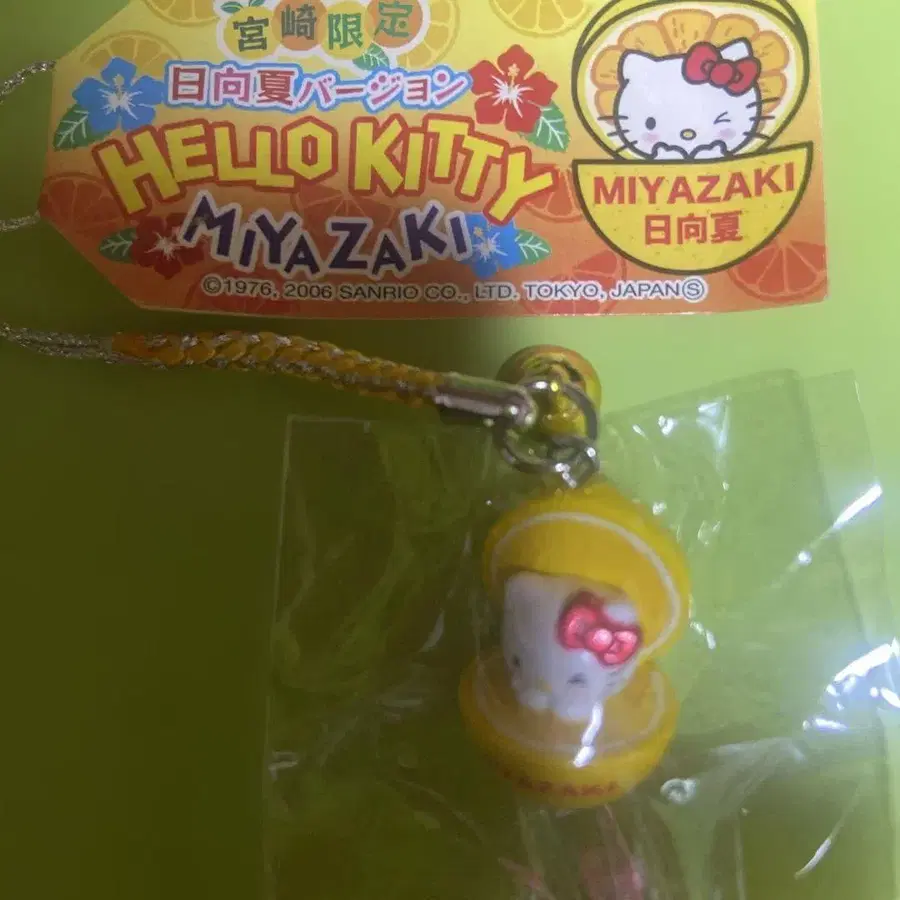 宮崎限定
日向夏バージョン
HELLO KITTY
MIYAZAKI
©1976, 2006 SANRIO CO., LTD. TOKYO, JAPANⓈ
MIYAZAKI
日向夏